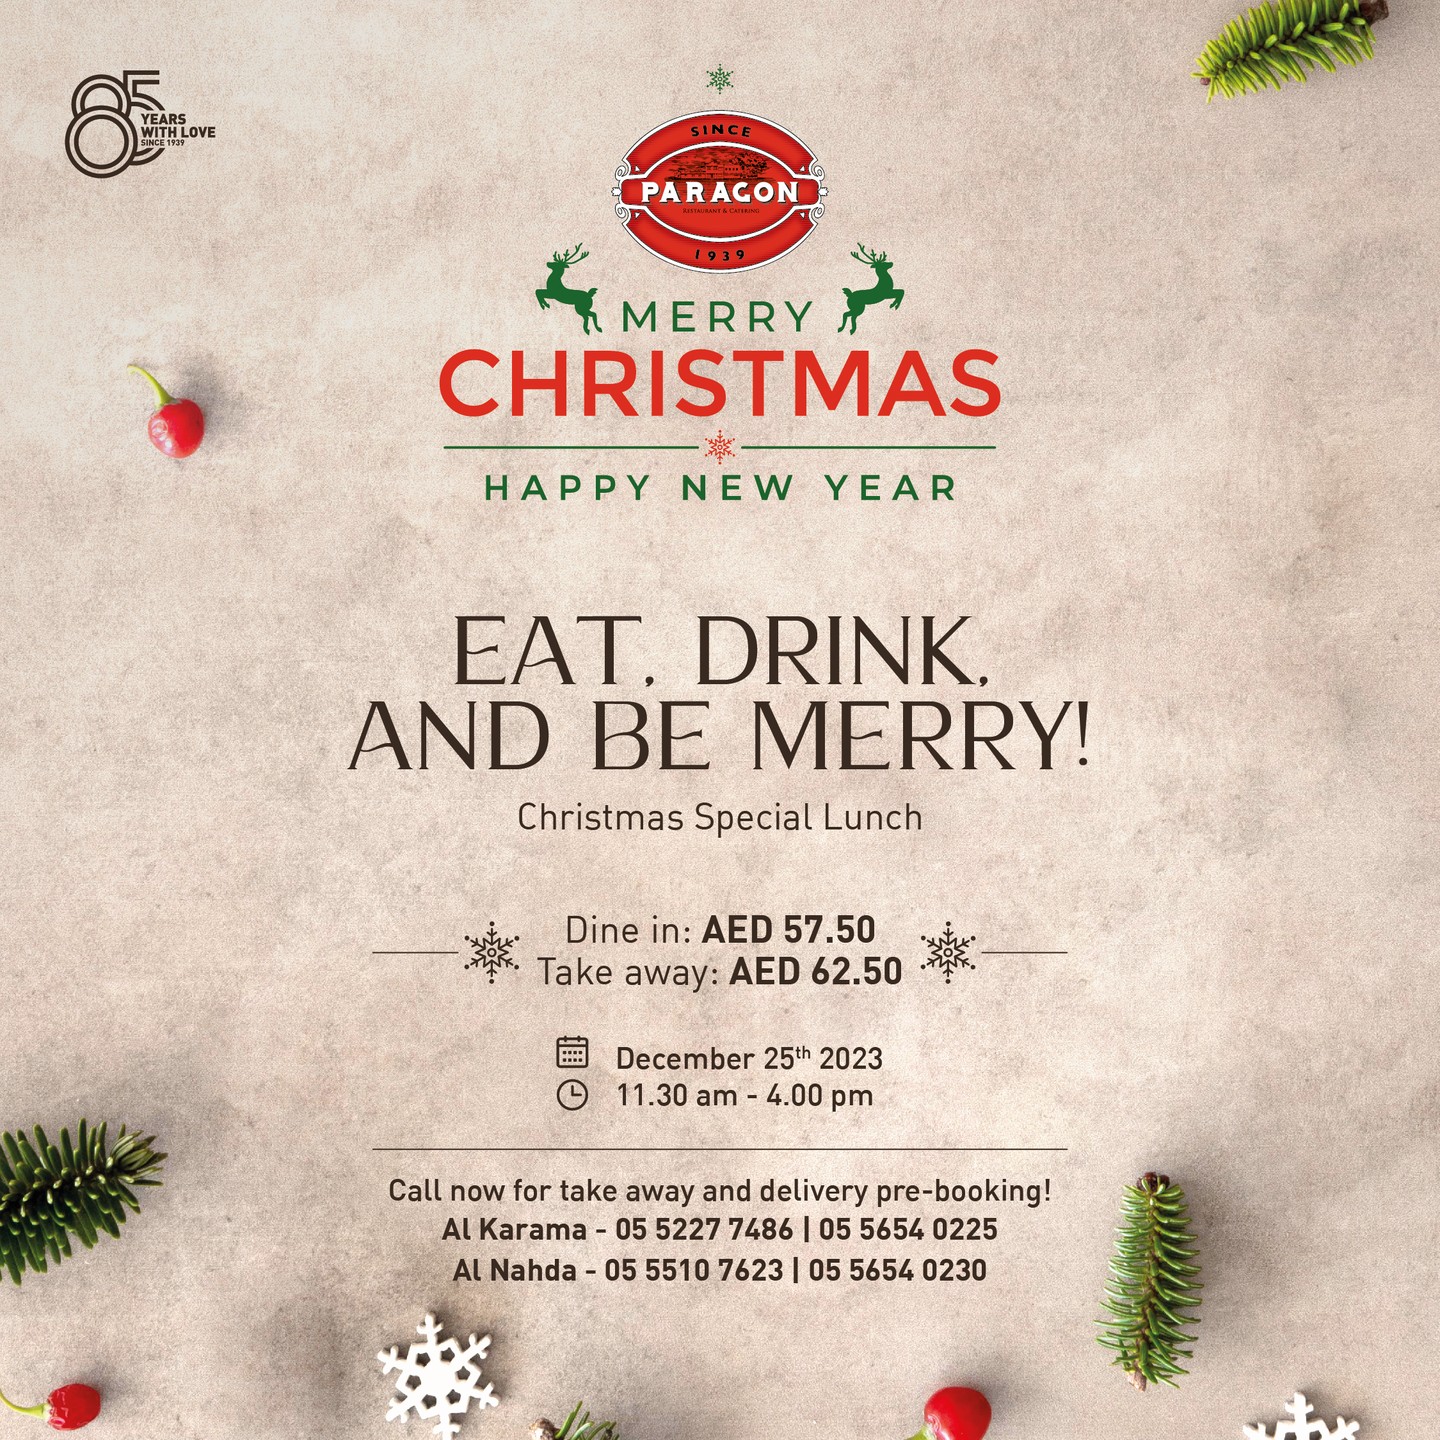 85
YEARS
WITH LOVE
SINCE 1939
SINCE
PARAGON
RESTAURANT & CATERING
1939
MERRY
CHRISTMAS
HAPPY NEW YEAR
EAT, DRINK,
AND BE MERRY!
Christmas Special Lunch
Dine in: AED 57.50
Take away: AED 62.50
December 25th 2023
11.30 am - 4.00 pm
Call now for take away and delivery pre-booking!
Al Karama - 05 5227 7486 | 05 5654 0225
Al Nahda - 05 5510 7623 | 05 5654 0230